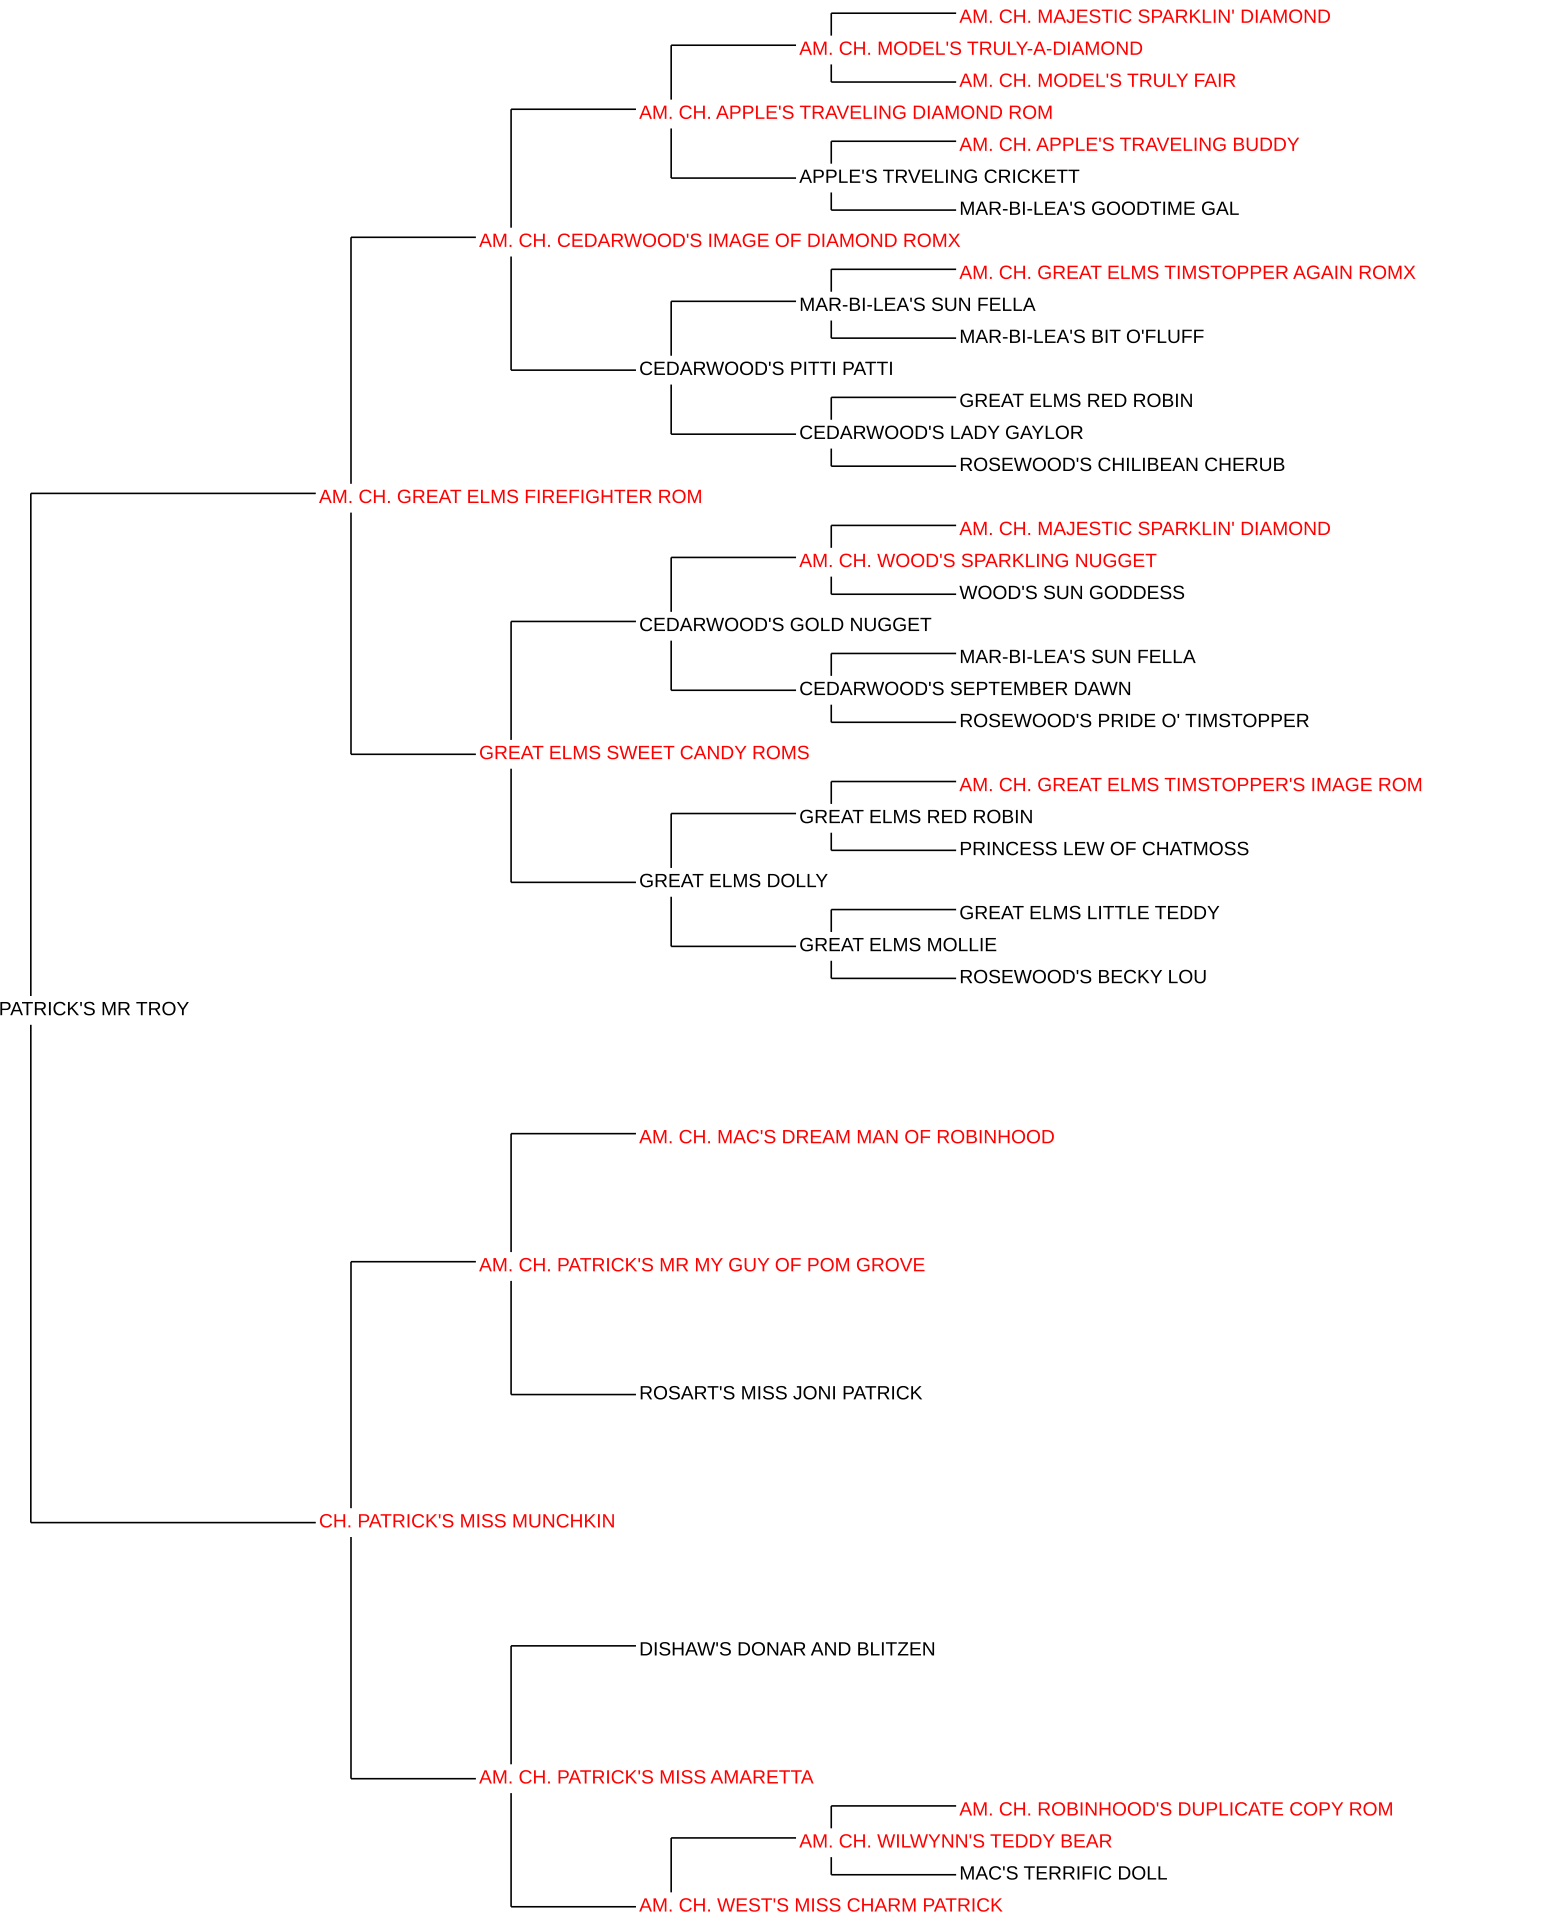 AM. CH. MAJESTIC SPARKLIN' DIAMOND
AM. CH. MODEL'S TRULY-A-DIAMOND
AM. CH. MODEL'S TRULY FAIR
AM. CH. APPLE'S TRAVELING DIAMOND ROM
AM. CH. APPLE'S TRAVELING BUDDY
APPLE'S TRVELING CRICKETT
MAR-BI-LEA'S GOODTIME GAL
AM. CH. CEDARWOOD'S IMAGE OF DIAMOND ROMX
AM. CH. GREAT ELMS TIMSTOPPER AGAIN ROMX
MAR-BI-LEA'S SUN FELLA
MAR-BI-LEA'S BIT O'FLUFF
CEDARWOOD'S PITTI PATTI
GREAT ELMS RED ROBIN
CEDARWOOD'S LADY GAYLOR
ROSEWOOD'S CHILIBEAN CHERUB
AM. CH. GREAT ELMS FIREFIGHTER ROM
AM. CH. MAJESTIC SPARKLIN' DIAMOND
AM. CH. WOOD'S SPARKLING NUGGET
WOOD'S SUN GODDESS
CEDARWOOD'S GOLD NUGGET
MAR-BI-LEA'S SUN FELLA
CEDARWOOD'S SEPTEMBER DAWN
ROSEWOOD'S PRIDE O' TIMSTOPPER
GREAT ELMS SWEET CANDY ROMS
AM. CH. GREAT ELMS TIMSTOPPER'S IMAGE ROM
GREAT ELMS RED ROBIN
PRINCESS LEW OF CHATMOSS
GREAT ELMS DOLLY
GREAT ELMS LITTLE TEDDY
GREAT ELMS MOLLIE
ROSEWOOD'S BECKY LOU
PATRICK'S MR TROY
AM. CH. MAC'S DREAM MAN OF ROBINHOOD
AM. CH. PATRICK'S MR MY GUY OF POM GROVE
ROSART'S MISS JONI PATRICK
CH. PATRICK'S MISS MUNCHKIN
DISHAW'S DONAR AND BLITZEN
AM. CH. PATRICK'S MISS AMARETTA
AM. CH. ROBINHOOD'S DUPLICATE COPY ROM
AM. CH. WILWYNN'S TEDDY BEAR
MAC'S TERRIFIC DOLL
AM. CH. WEST'S MISS CHARM PATRICK